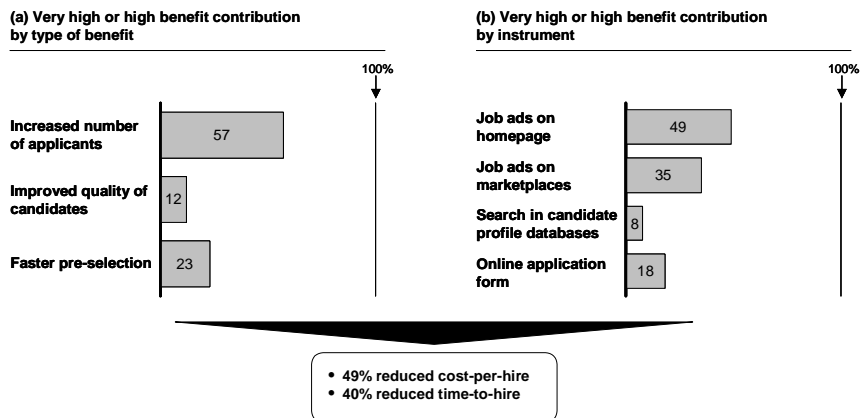 (a) Very high or high benefit contribution
by type of benefit
100%
Increased number
of applicants
57
Improved quality of
candidates
12
Faster pre-selection
23
(b) Very high or high benefit contribution
by instrument
100%
Job ads on
homepage
49
Job ads on
marketplaces
35
Search in candidate
profile databases
8
Online application
form
18
• 49% reduced cost-per-hire
• 40% reduced time-to-hire